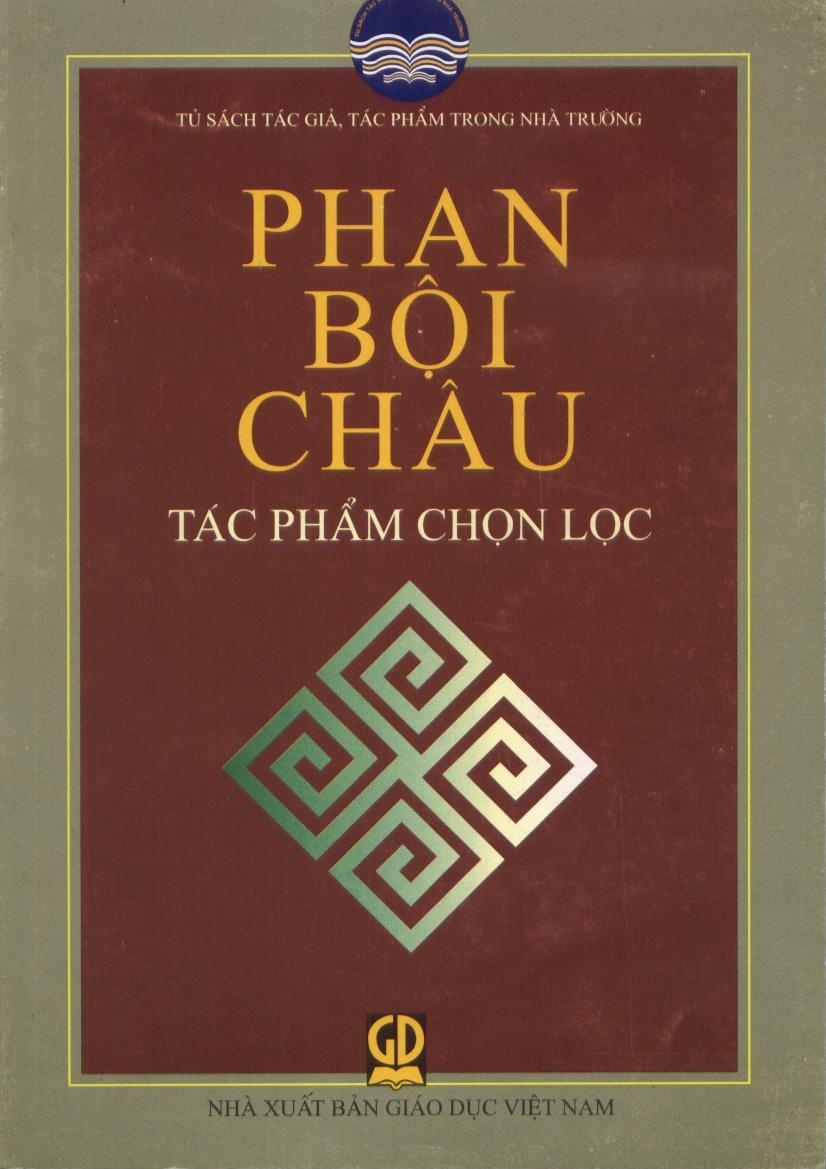 TỦ SÁCH TÁC GIẢ, TÁC PHẨM TRONG NHÀ TRƯỜNG
PHAN
BỘI
CHÂU
TÁC PHẨM CHỌN LỌC
GD
NHÀ XUẤT BẢN GIÁO DỤC VIỆT NAM